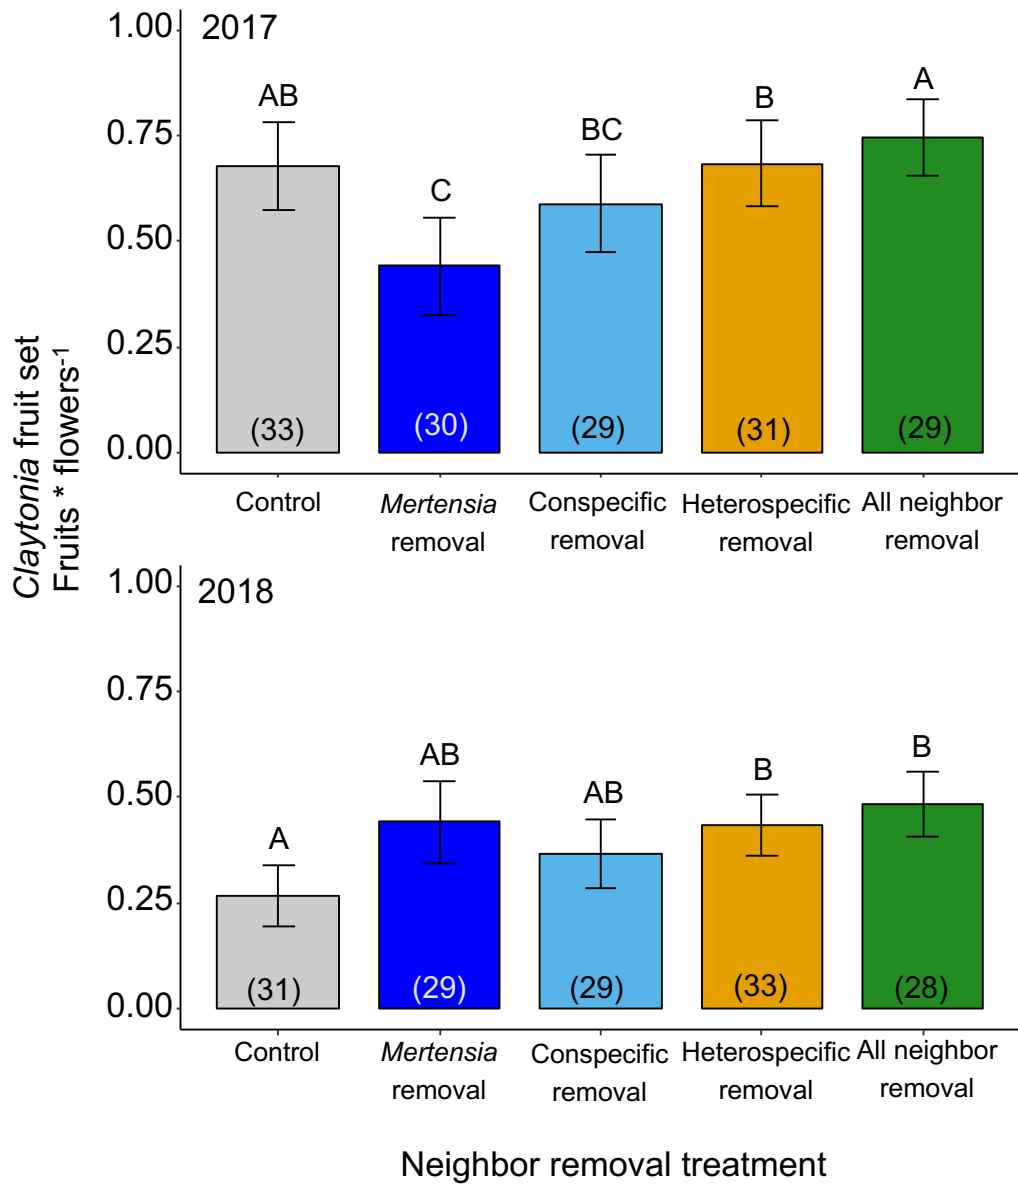 Claytonia fruit set
Fruits * flowers-1
2017
1.00
0.75
0.50
0.25
0.00
AB
C
BC
B
A
(33)
(30)
(29)
(31)
(29)
Control
Mertensia
removal
Conspecific
removal
Heterospecific
removal
All neighbor
removal
2018
1.00
0.75
0.50
0.25
0.00
A
AB
AB
B
B
(31)
(29)
(29)
(33)
(28)
Control
Mertensia
removal
Conspecific
removal
Heterospecific
removal
All neighbor
removal
Neighbor removal treatment